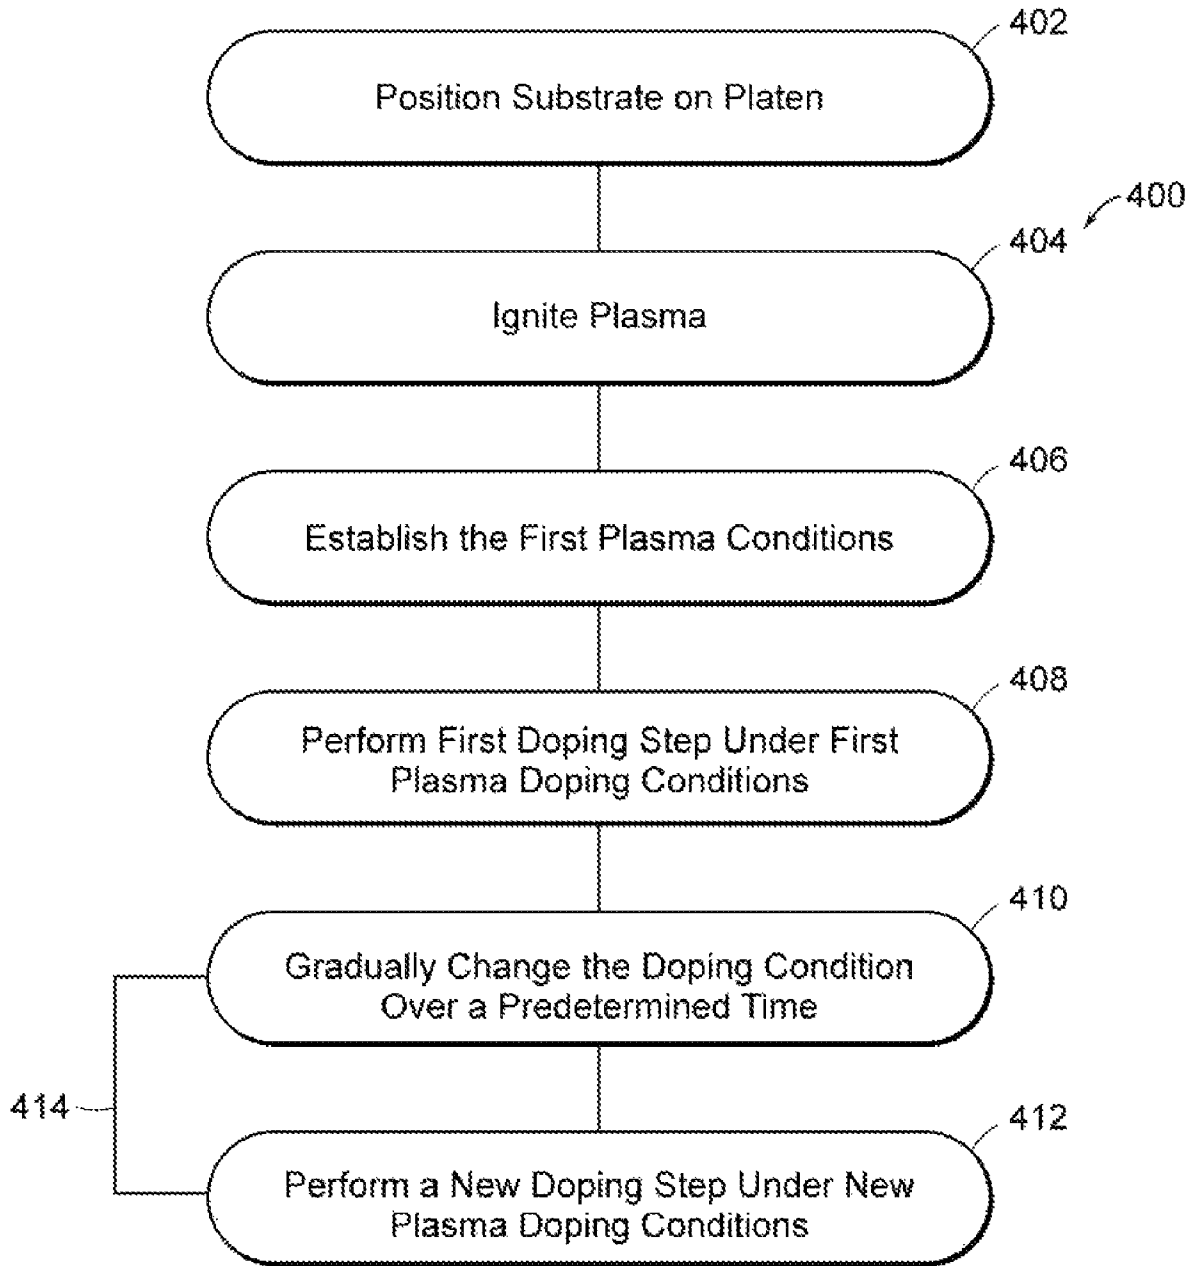 402
Position Substrate on Platen
400
404
Ignite Plasma
406
Establish the First Plasma Conditions
408
Perform First Doping Step Under First
Plasma Doping Conditions
410
Gradually Change the Doping Condition
Over a Predetermined Time
414
412
Perform a New Doping Step Under New
Plasma Doping Conditions